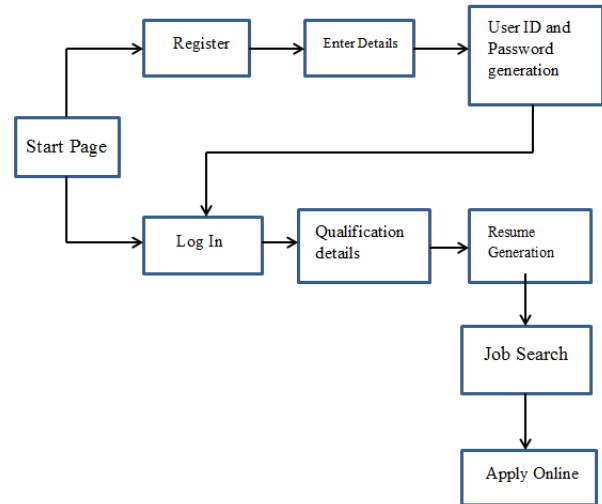 Register
Enter Details
User ID and
Password
generation
Start Page
Log In
Qualification
details
Resume
Generation
Job Search
Apply Online